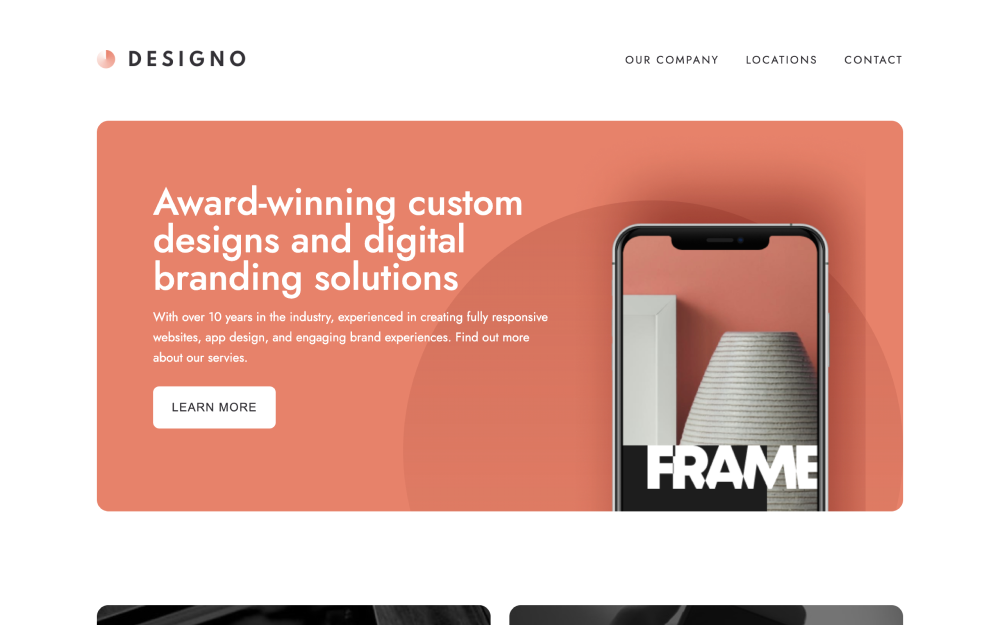 DESIGNO
OUR COMPANY LOCATIONS CONTACT
Award-winning custom
designs and digital
branding solutions
With over 10 years in the industry, experienced in creating fully responsive
websites, app design, and engaging brand experiences. Find out more
about our servies.
LEARN MORE
FRAME